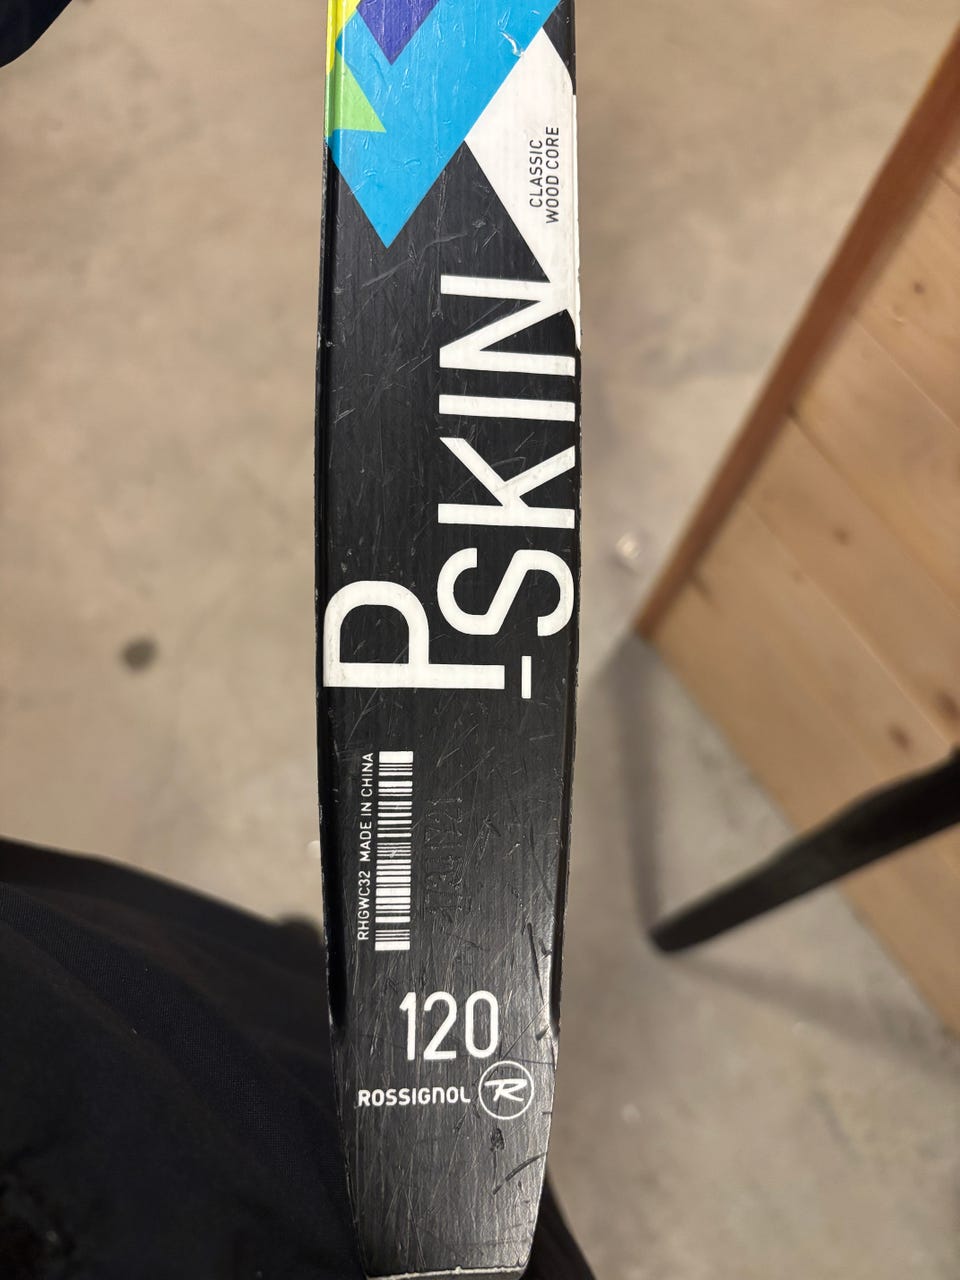 CLASSIC
WOOD CORE
P-SKIN
RHGWC32 MADE IN CHINA
120
ROSSIGNOL
R